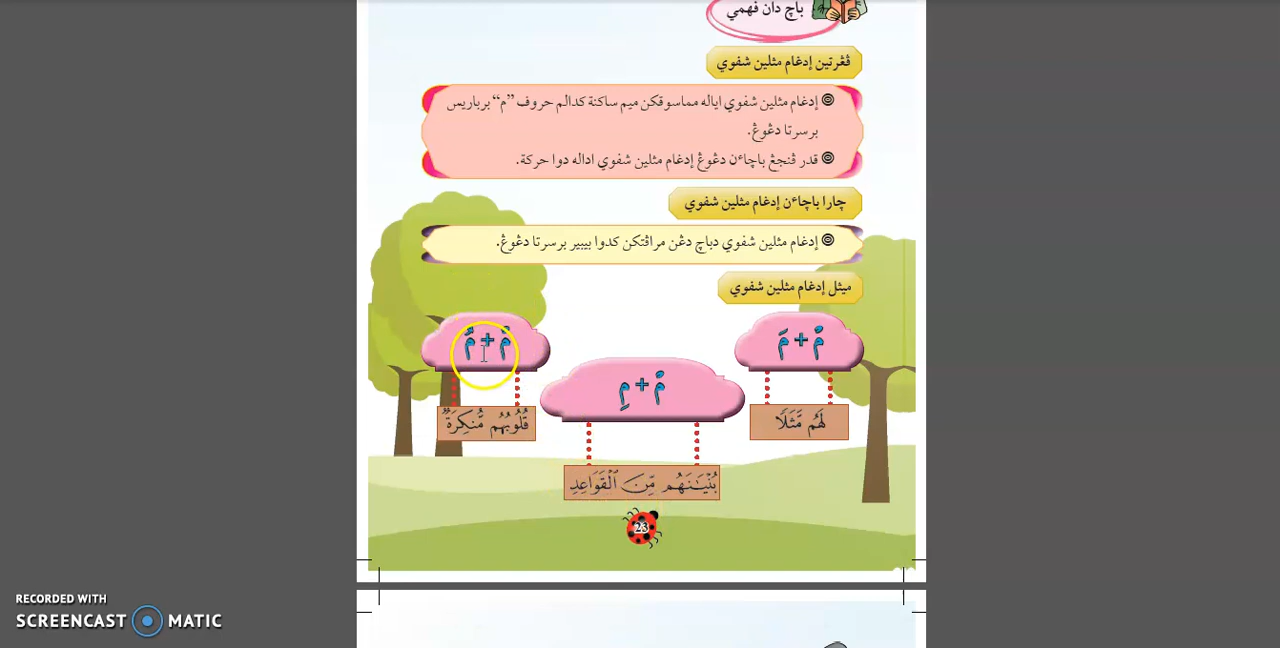 باچ دان فهمي
ڤڠرتين إدغام مثلين شفوي
إدغام مثلين شفوي اياله مماسوقكن ميم ساكنة كدالم حروف ”م“ برباريس
برسرتا دڠوڠ.
قدر ڤنجڠ باچاءن دڠوڠ إدغام مثلين شفوي اداله دوا حركة.
چارا باچاءن إدغام مثلين شفوي
إدغام مثلين شفوي دباچ دڠن مراڤتكن كدوا بيبير برسرتا دڠوڠ.
ميثل إدغام مثلين شفوي
مْ + مَ
مْ + مِ
مْ + مُ
لَهُم مَّثَلًا
قُلُوبُهُم مُّنكِرَةٌ
بُنْيَـٰنَهُم مِّنَ ٱلْقَوَاعِدِ
23
RECORDED WITH
SCREENCAST MATIC